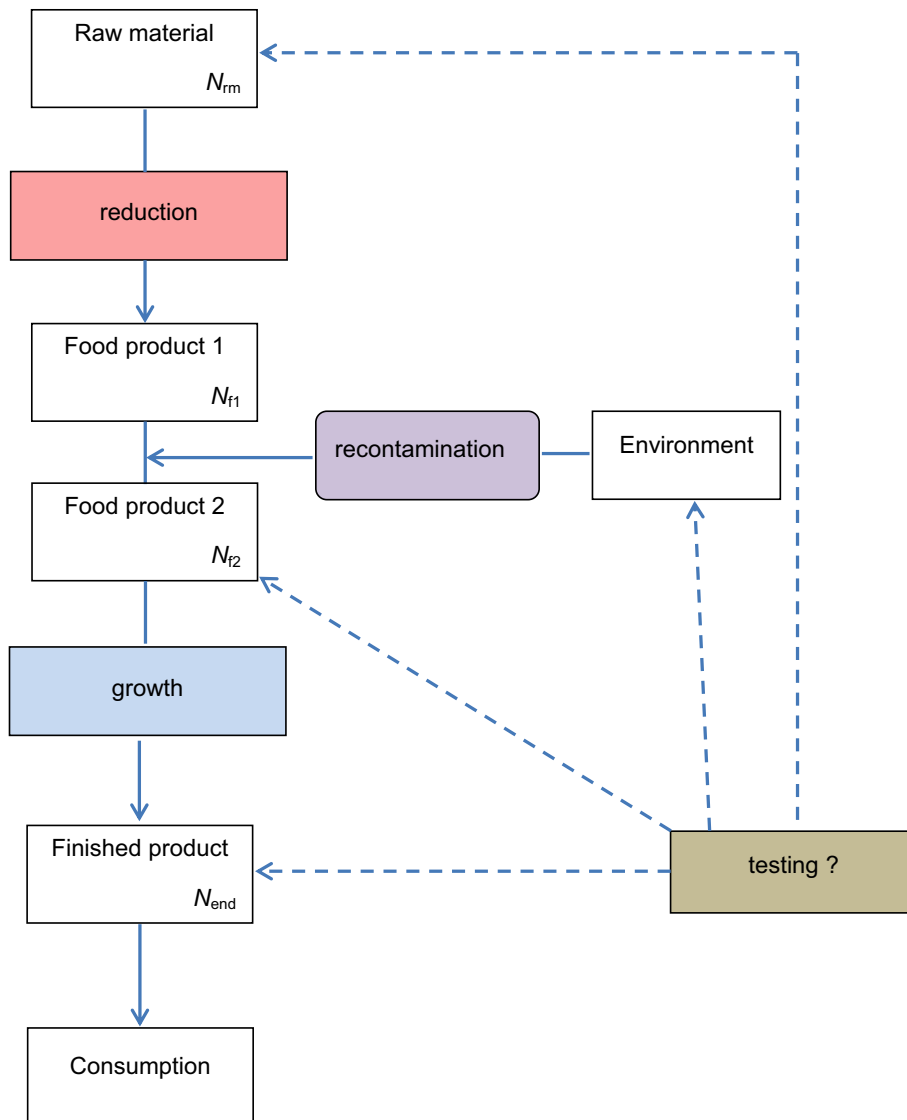 Raw material
Nrm
reduction
Food product 1
Nf1
recontamination
Environment
Food product 2
Nf2
growth
Finished product
Nend
testing ?
Consumption